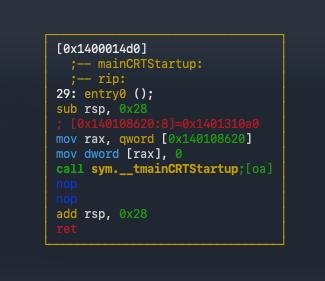 [0x1400014d0]
;-- mainCRTStartup:
;-- rip:
29: entry0 ();
sub rsp, 0x28
; [0x140108620:8]=0x1401310a0
mov rax, qword [0x140108620]
mov dword [rax], 0
call sym.__tmainCRTStartup;[oa]
nop
nop
add rsp, 0x28
ret